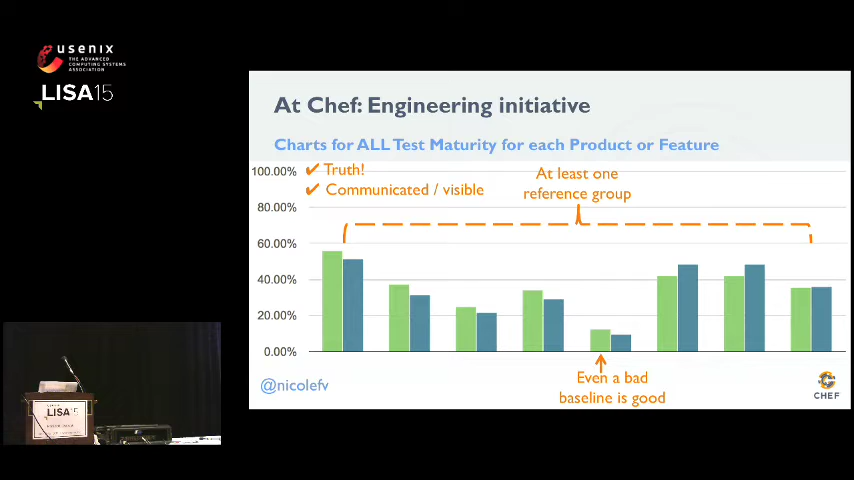 usenix
THE ADVANCED
COMPUTING SYSTEMS
ASSOCIATION
LISA15
At Chef: Engineering initiative
Charts for ALL Test Maturity for each Product or Feature
100.00%
80.00%
60.00%
40.00%
20.00%
0.00%
✔ Truth!
✔ Communicated / visible
At least one
reference group
Even a bad
baseline is good
@nicolefv
CHEF
LISA15